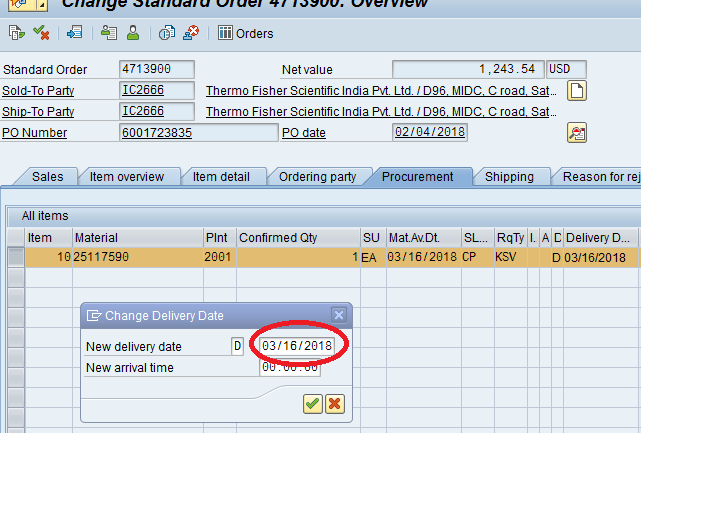 Change Standard Order 4713900: Overview
Orders
Standard Order 4713900 Net value 1,243.54 USD
Sold-To Party IC2666 Thermo Fisher Scientific India Pvt. Ltd. / D96, MIDC, C road, Sat...
Ship-To Party IC2666 Thermo Fisher Scientific India Pvt. Ltd. / D96, MIDC, C road, Sat...
PO Number 6001723835 PO date 02/04/2018
Sales Item overview Item detail Ordering party Procurement Shipping Reason for rej
All items
Item Material Plnt Confirmed Qty SU Mat.Av.Dt. SL... RqTy I. A D Delivery D...
10 25117590 2001 1 EA 03/16/2018 CP KSV D 03/16/2018
Change Delivery Date
New delivery date D 03/16/2018
New arrival time 00:00:00